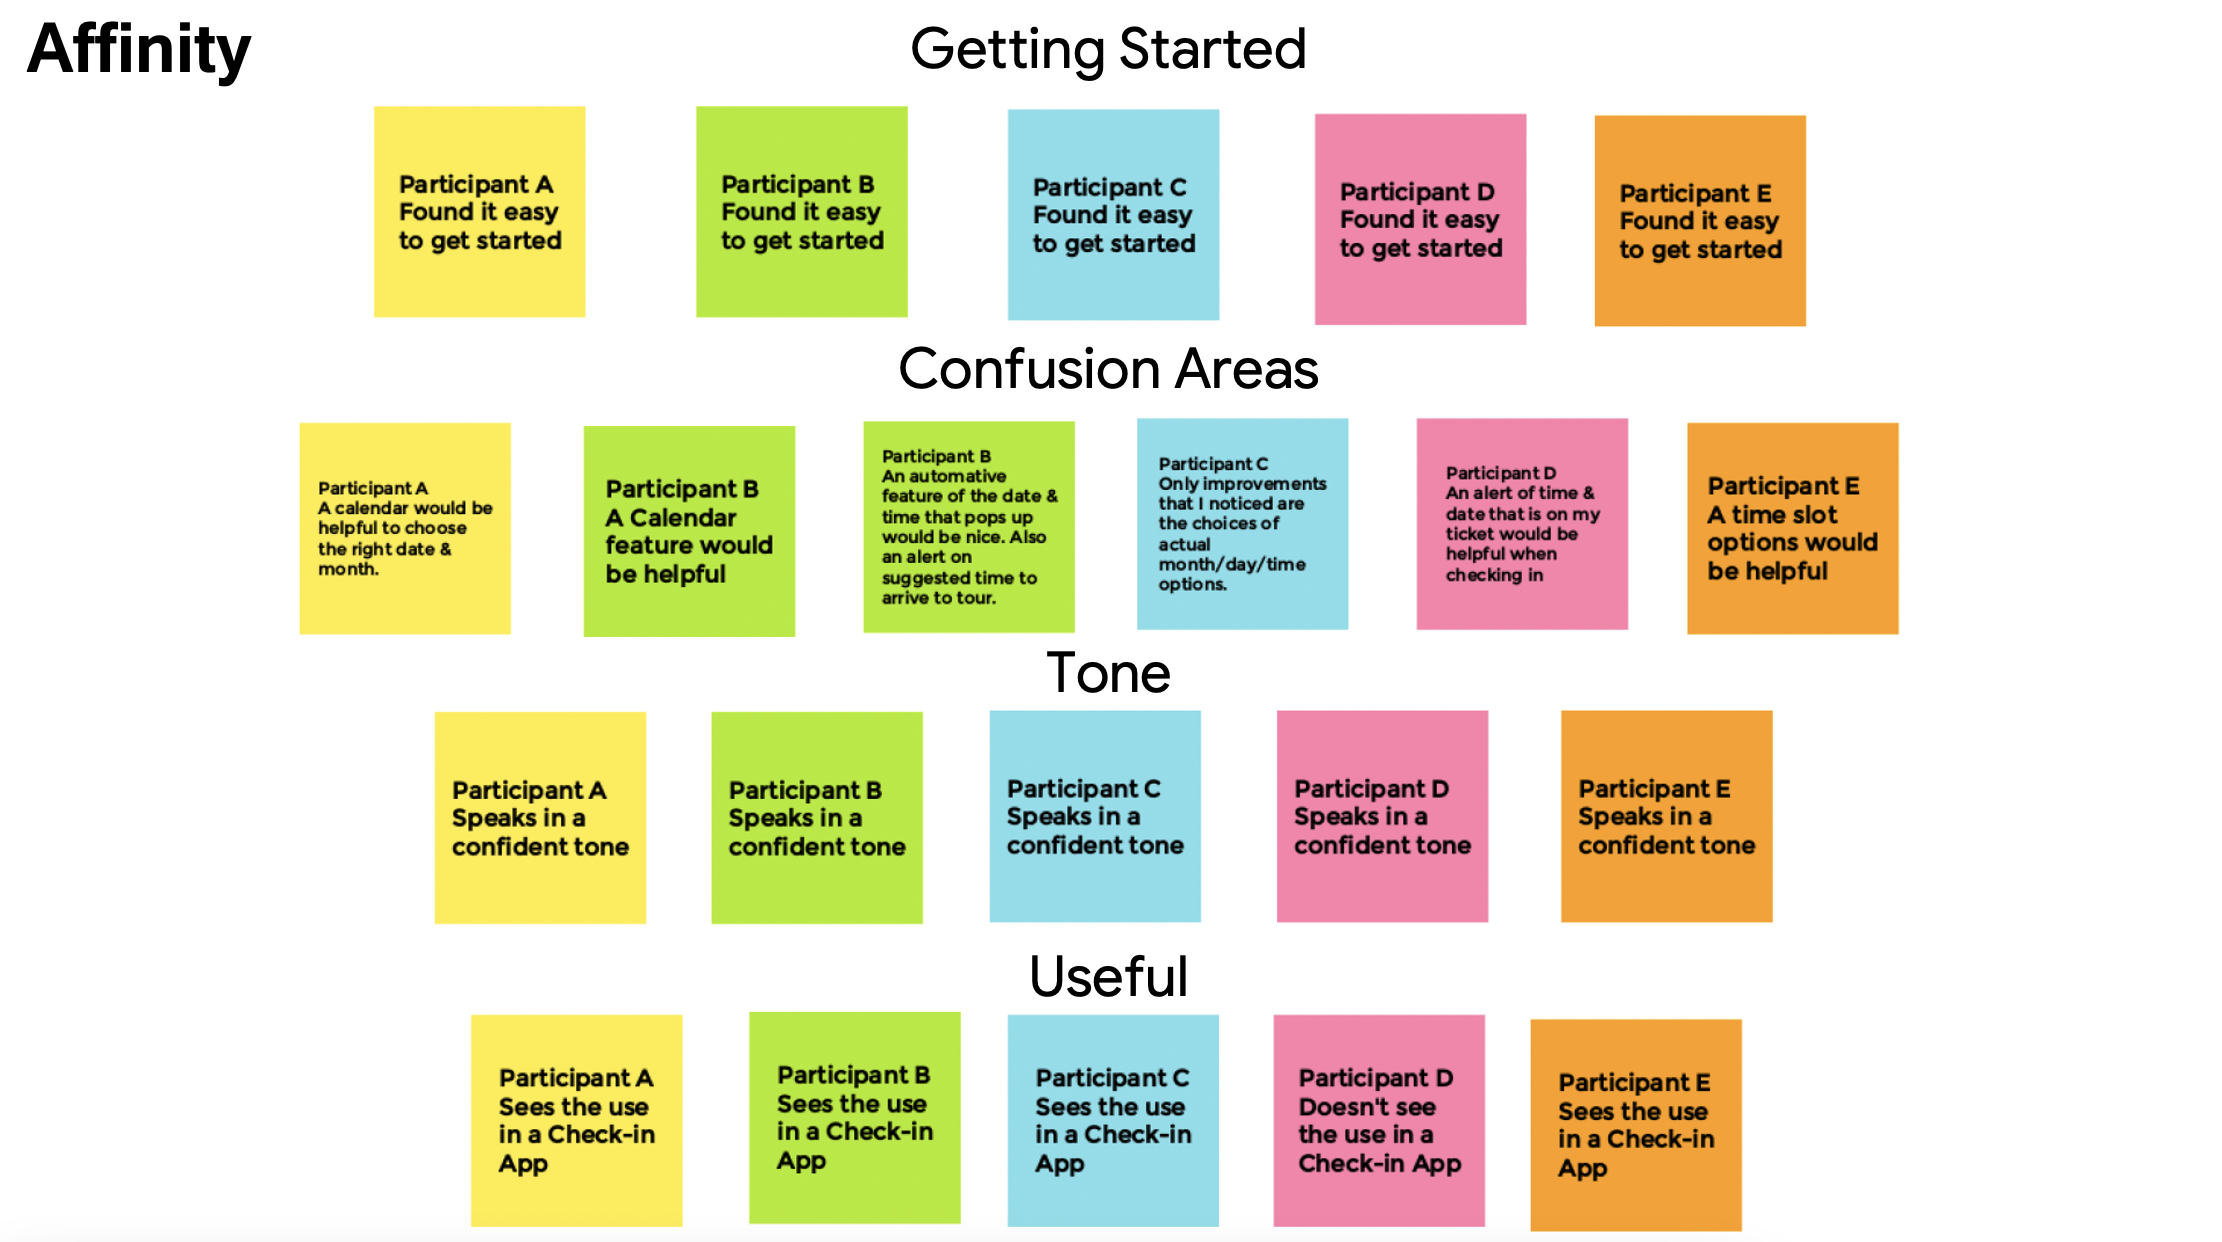 Affinity
Getting Started
Participant A
Found it easy
to get started
Participant B
Found it easy
to get started
Participant C
Found it easy
to get started
Participant D
Found it easy
to get started
Participant E
Found it easy
to get started
Confusion Areas
Participant A
A calendar would be
helpful to choose
the right date &
month.
Participant B
A Calendar
feature would
be helpful
Participant B
An automative
feature of the date &
time that pops up
would be nice. Also
an alert on
suggested time to
arrive to tour.
Participant C
Only improvements
that I noticed are
the choices of
actual
month/day/time
options.
Participant D
An alert of time &
date that is on my
ticket would be
helpful when
checking in
Participant E
A time slot
options would
be helpful
Tone
Participant A
Speaks in a
confident tone
Participant B
Speaks in a
confident tone
Participant C
Speaks in a
confident tone
Participant D
Speaks in a
confident tone
Participant E
Speaks in a
confident tone
Useful
Participant A
Sees the use
in a Check-in
App
Participant B
Sees the use
in a Check-in
App
Participant C
Sees the use
in a Check-in
App
Participant D
Doesn't see
the use in a
Check-in App
Participant E
Sees the use
in a Check-in
App